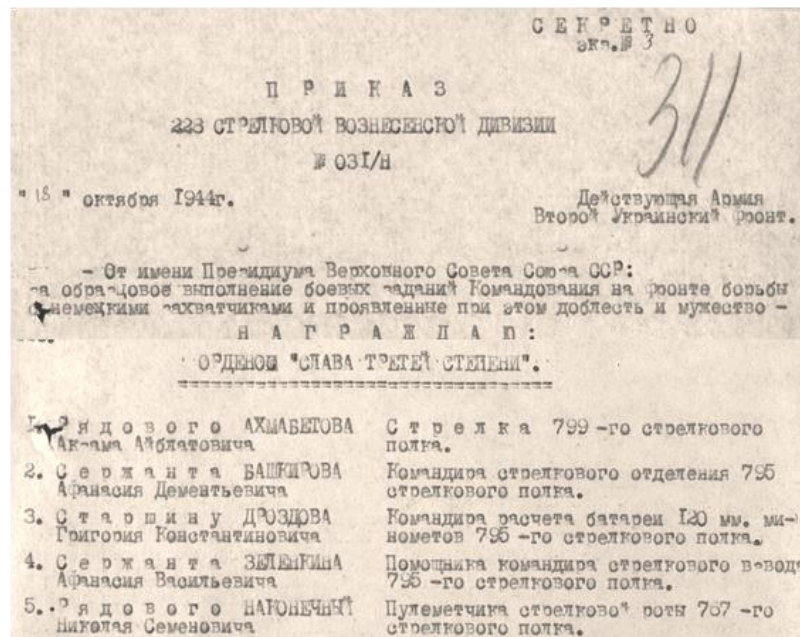 СЕКРЕТНО
экз.№ 3
311
ПРИКАЗ
223 СТРЕЛКОВОЙ ВОЗНЕСЕНСКОЙ ДИВИЗИИ
№ 031/Н
"18" октября 1944г.
Действующая Армия
Второй Украинский фронт.
- От имени Президиума Верховного Совета Союза ССР:
за образцовое выполнение боевых заданий Командования на фронте борьбы
с немецкими захватчиками и проявленные при этом доблесть и мужество -
НАГРАЖДАЮ:
ОРДЕНОМ "СЛАВА ТРЕТЕЙ СТЕПЕНИ".
1. Рядового АХМАБЕТОВА Стрелка 799-го стрелкового
Акрама Айблатовича полка.
2. Сержанта БАШКИРОВА Командира стрелкового отделения 795
Афанасия Дементьевича стрелкового полка.
3. Старшину ДРОЗДОВА Командира расчета батареи 120 мм. ми-
Григория Константиновича нометов 795-го стрелкового полка.
4. Сержанта ЗЕЛЕНКИНА Помощника командира стрелкового взвода
Афанасия Васильевича 795-го стрелкового полка.
5. Рядового НАКОНЕЧНЫЙ Пулеметчика стрелковой роты 767-го
Николая Семеновича стрелкового полка.